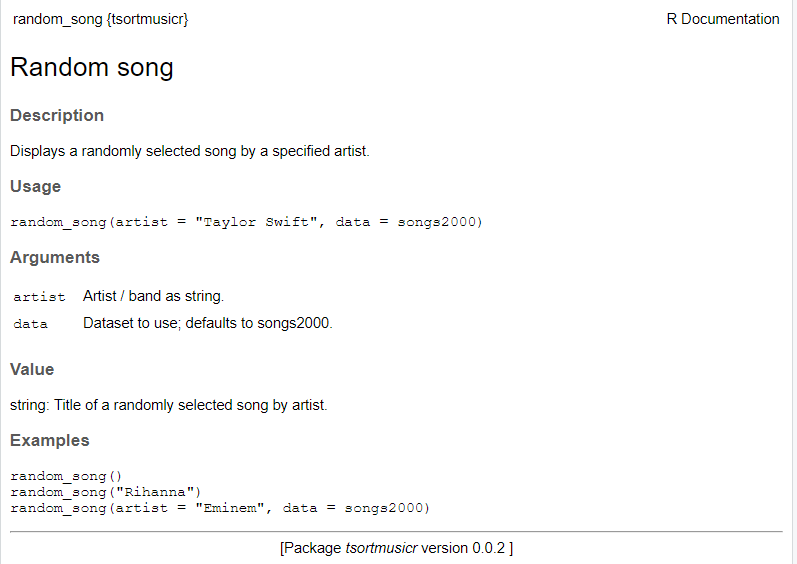 random_song {tsortmusicr} R Documentation
Random song
Description
Displays a randomly selected song by a specified artist.
Usage
random_song(artist = "Taylor Swift", data = songs2000)
Arguments
artist Artist / band as string.
data Dataset to use; defaults to songs2000.
Value
string: Title of a randomly selected song by artist.
Examples
random_song()
random_song("Rihanna")
random_song(artist = "Eminem", data = songs2000)
[Package tsortmusicr version 0.0.2 ]